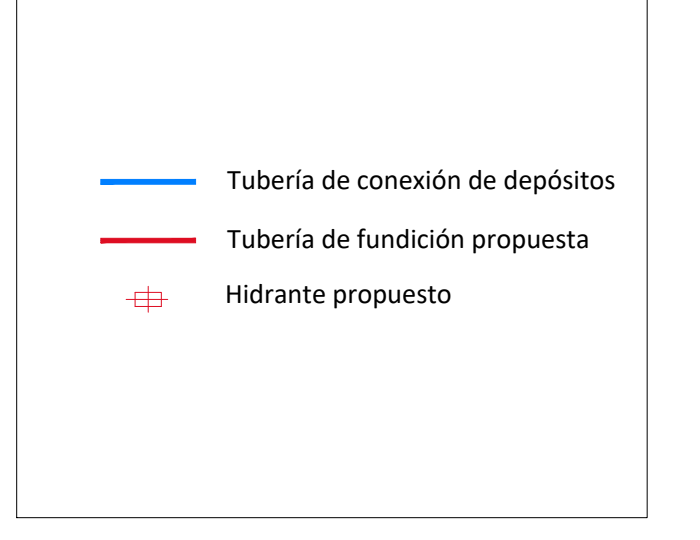 Tubería de conexión de depósitos
Tubería de fundición propuesta
Hidrante propuesto